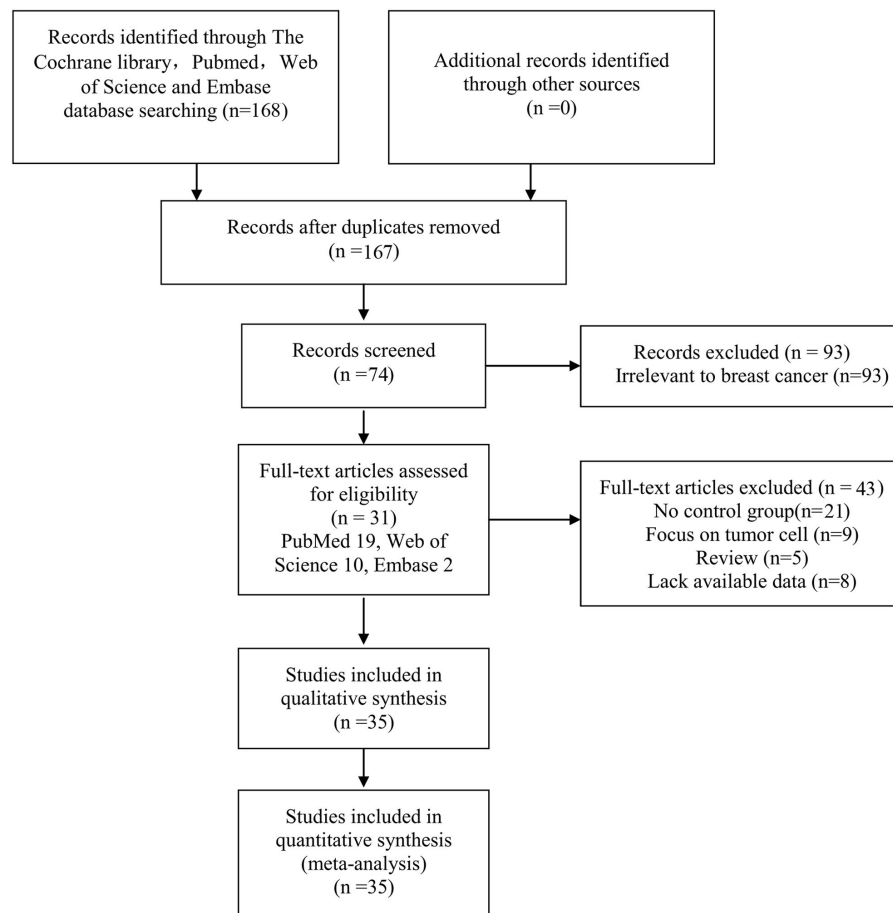 Records identified through The
Cochrane library，Pubmed，Web
of Science and Embase
database searching (n=168)
Additional records identified
through other sources
(n =0)
Records after duplicates removed
(n =167)
Records screened
(n =74)
Records excluded (n = 93)
Irrelevant to breast cancer(n=93)
Full-text articles assessed
for eligibility
(n = 31)
PubMed 19, Web of
Science 10, Embase 2
Full-text articles excluded (n = 43)
No control group(n=21)
Focus on tumor cell (n=9)
Review (n=5)
Lack available data (n=8)
Studies included in
qualitative synthesis
(n =35)
Studies included in
quantitative synthesis
(meta-analysis)
(n =35)